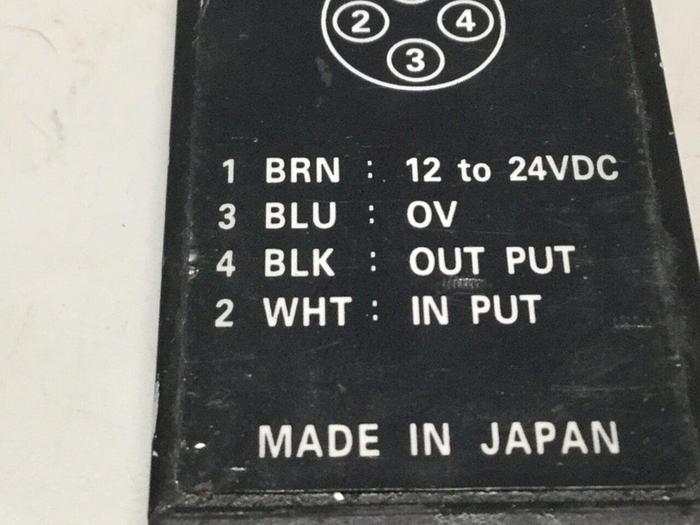 2 4
3
1 BRN : 12 to 24VDC
3 BLU : OV
4 BLK : OUT PUT
2 WHT : IN PUT
MADE IN JAPAN